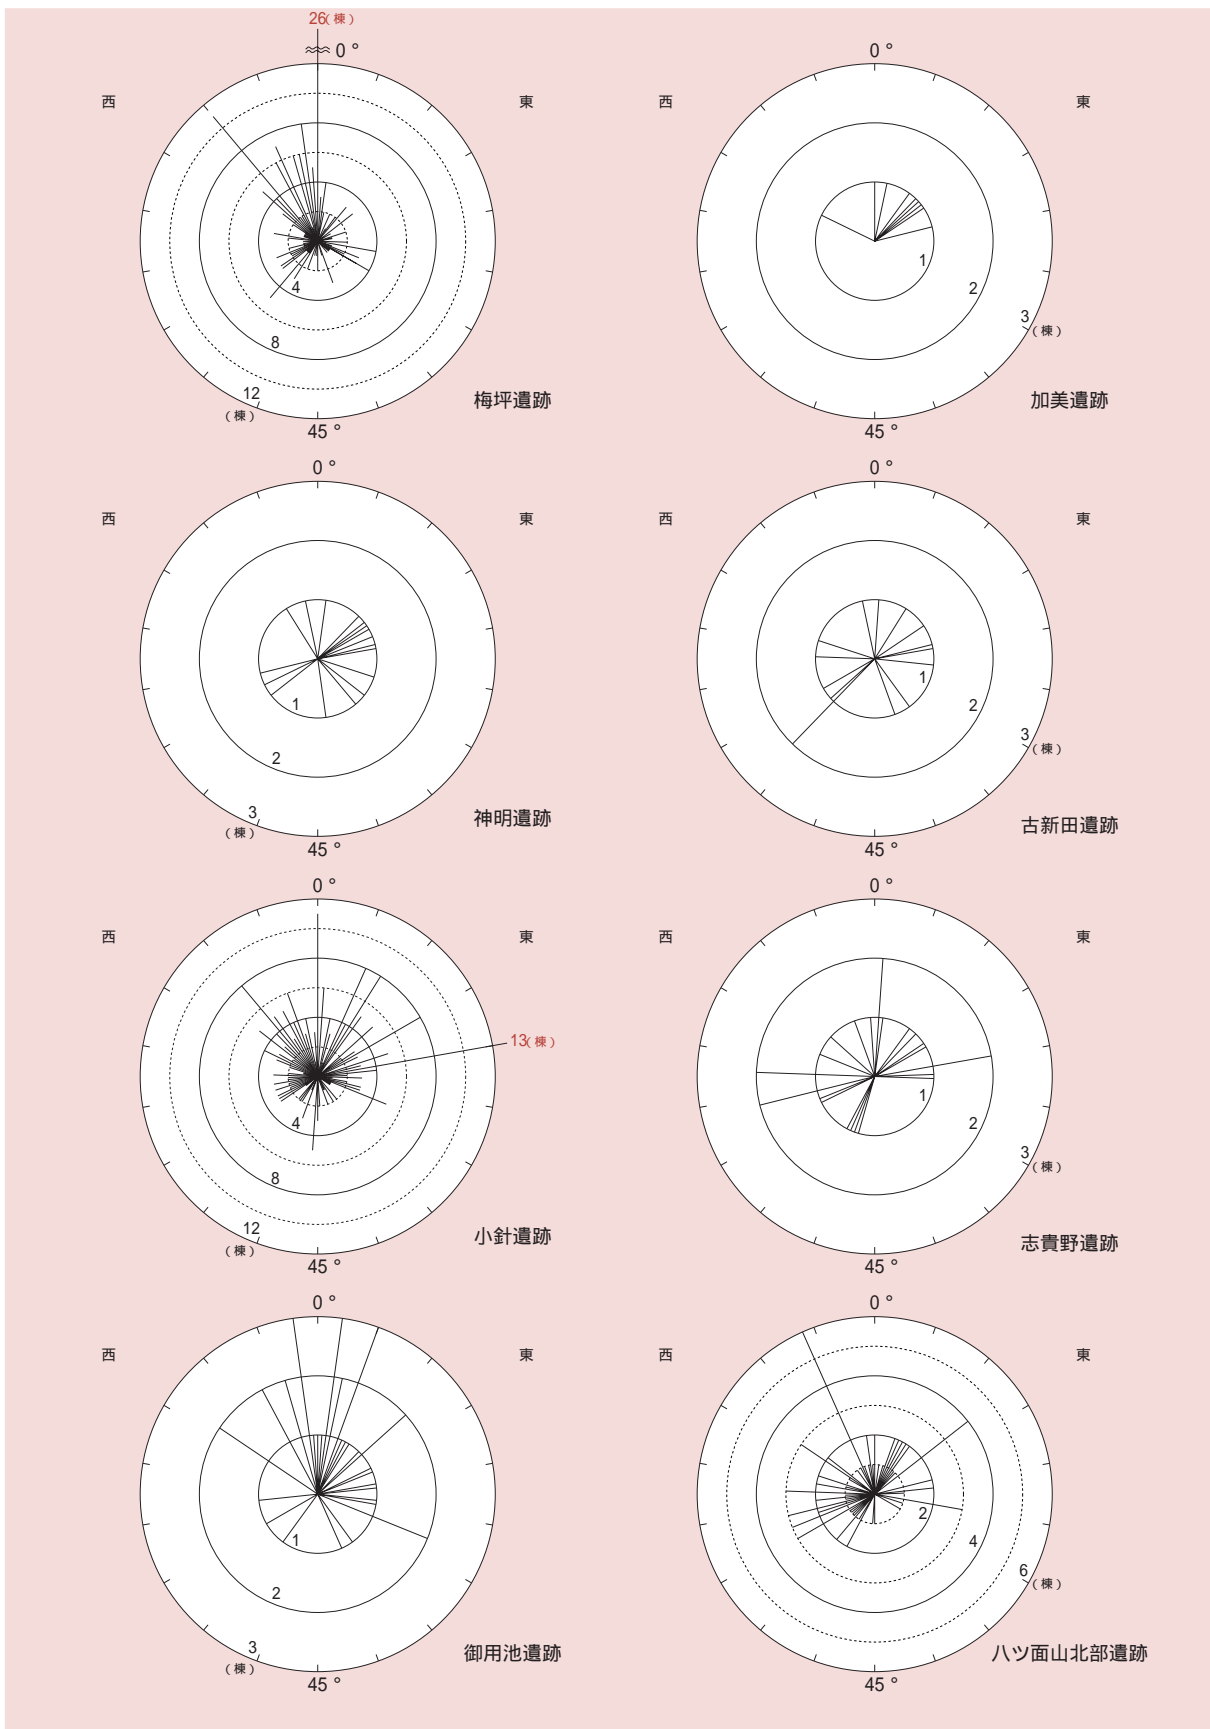 26(棟)
0°
西
東
4
8
12
(棟)
45°
梅坪遺跡
0°
西
東
1
2
3
(棟)
45°
加美遺跡
0°
西
東
1
2
3
(棟)
45°
神明遺跡
0°
西
東
1
2
3
(棟)
45°
古新田遺跡
0°
西
東
13(棟)
4
8
12
(棟)
45°
小針遺跡
0°
西
東
1
2
3
(棟)
45°
志貴野遺跡
0°
西
東
1
2
3
(棟)
45°
御用池遺跡
0°
西
東
2
4
6
(棟)
45°
八ツ面山北部遺跡